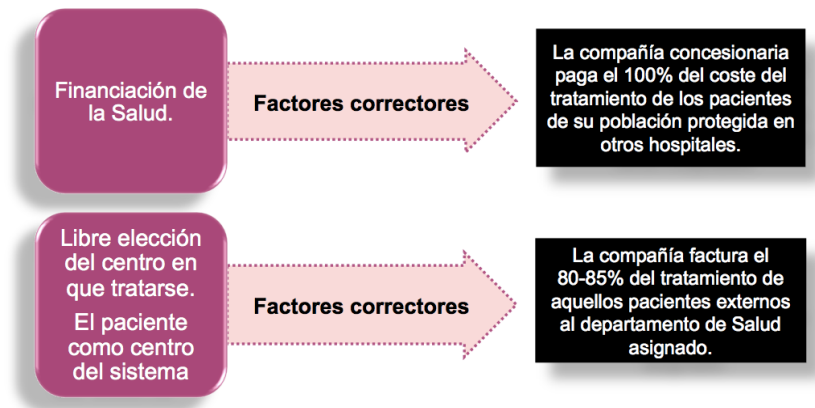 Financiación de
la Salud.
Factores correctores
La compañía concesionaria
paga el 100% del coste del
tratamiento de los pacientes
de su población protegida en
otros hospitales.
Libre elección
del centro en
que tratarse.
El paciente
como centro
del sistema
Factores correctores
La compañía factura el
80-85% del tratamiento de
aquellos pacientes externos
al departamento de Salud
asignado.